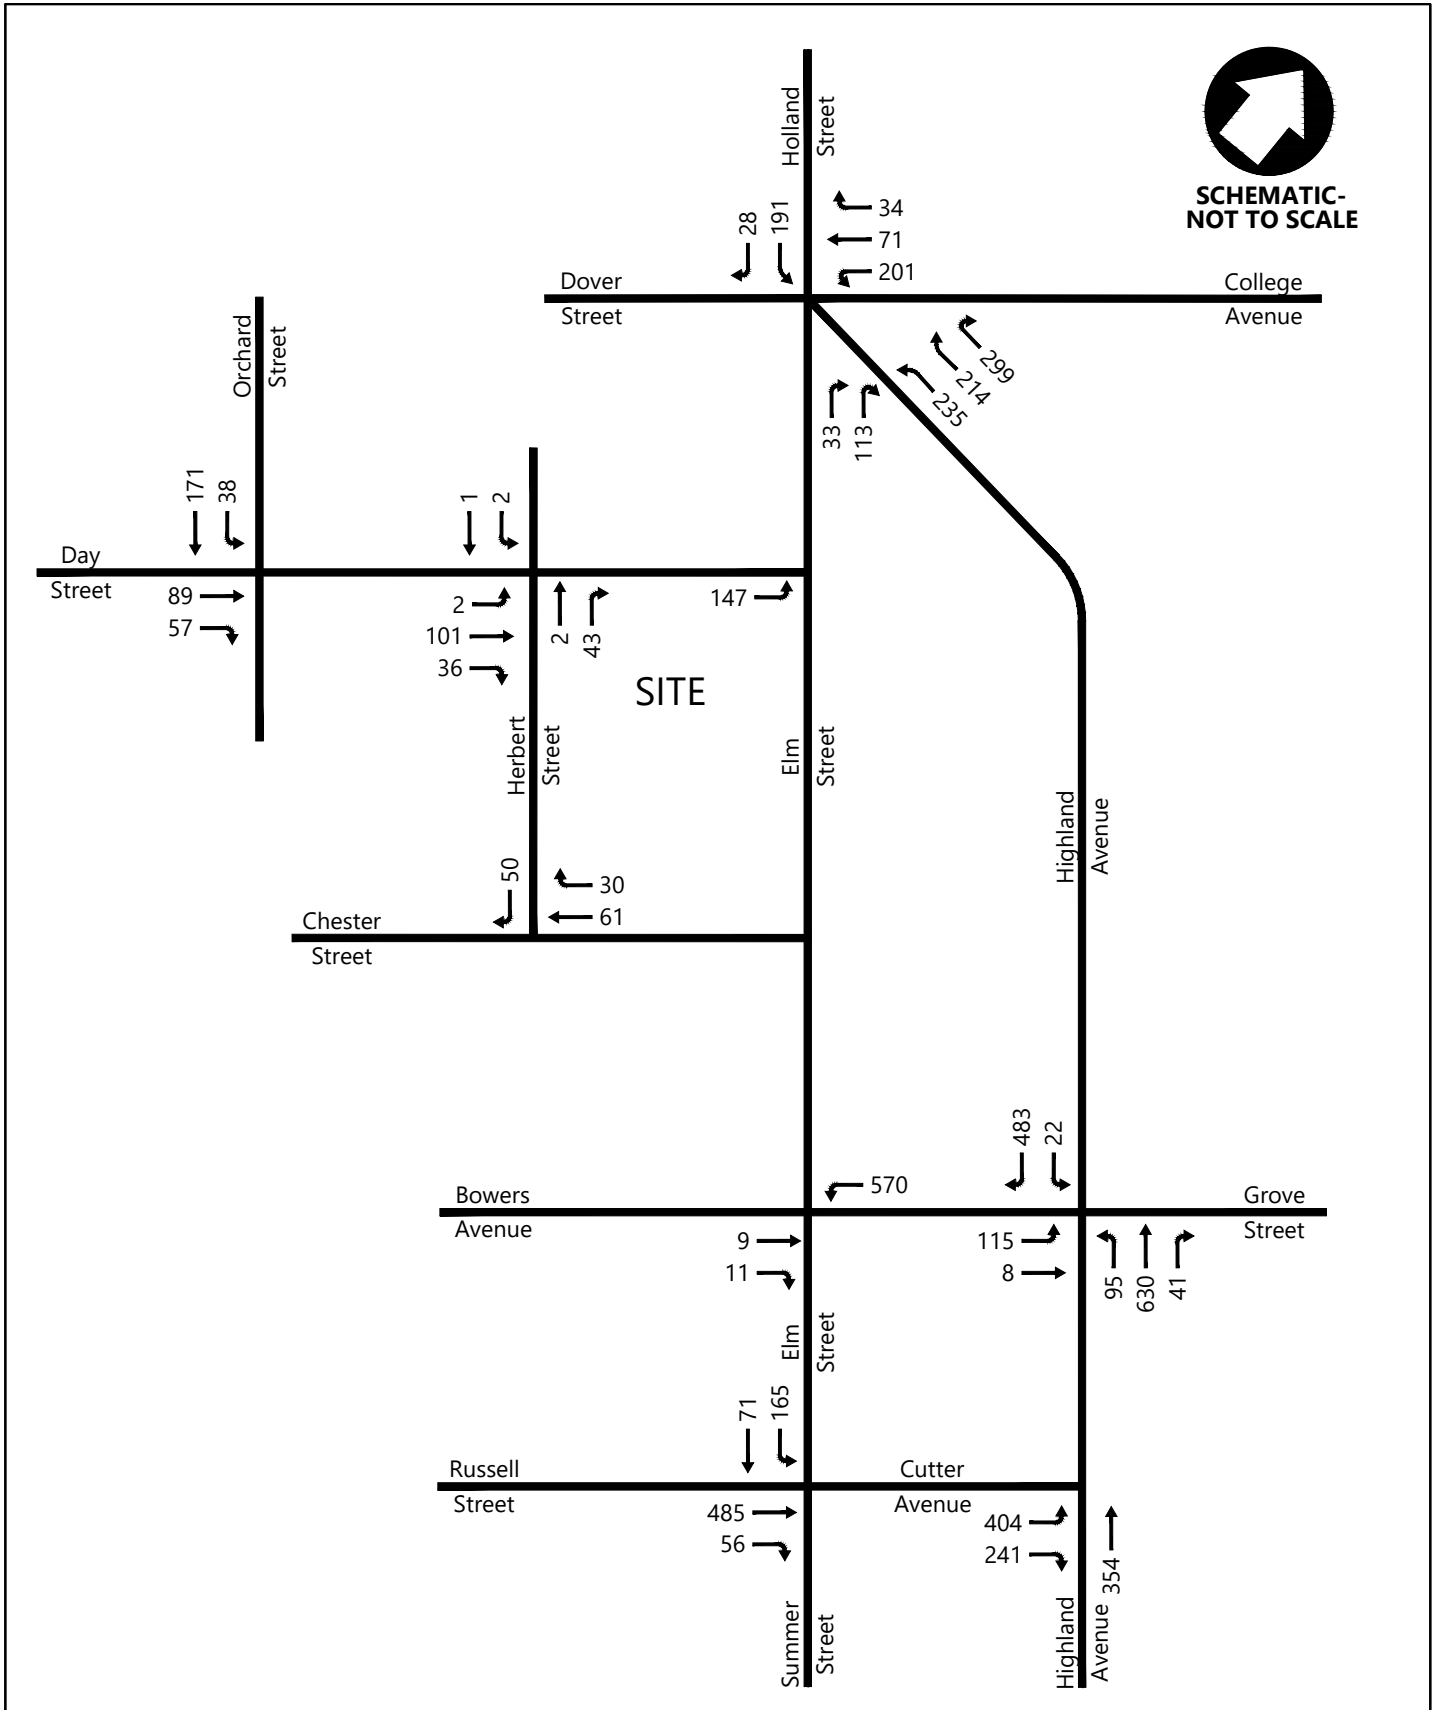 Holland
Street
SCHEMATIC-
NOT TO SCALE
28
191
34
71
201
Dover
Street
College
Avenue
Orchard
Street
299
214
235
33
113
171
38
1
2
Day
Street
89
57
2
101
36
2
43
147
SITE
Herbert
Street
Elm
Street
Highland
Avenue
50
30
61
Chester
Street
483
22
570
Bowers
Avenue
Grove
Street
9
11
115
8
95
630
41
Elm
Street
71
165
Russell
Street
Cutter
Avenue
485
56
404
241
354
Summer
Street
Highland
Avenue